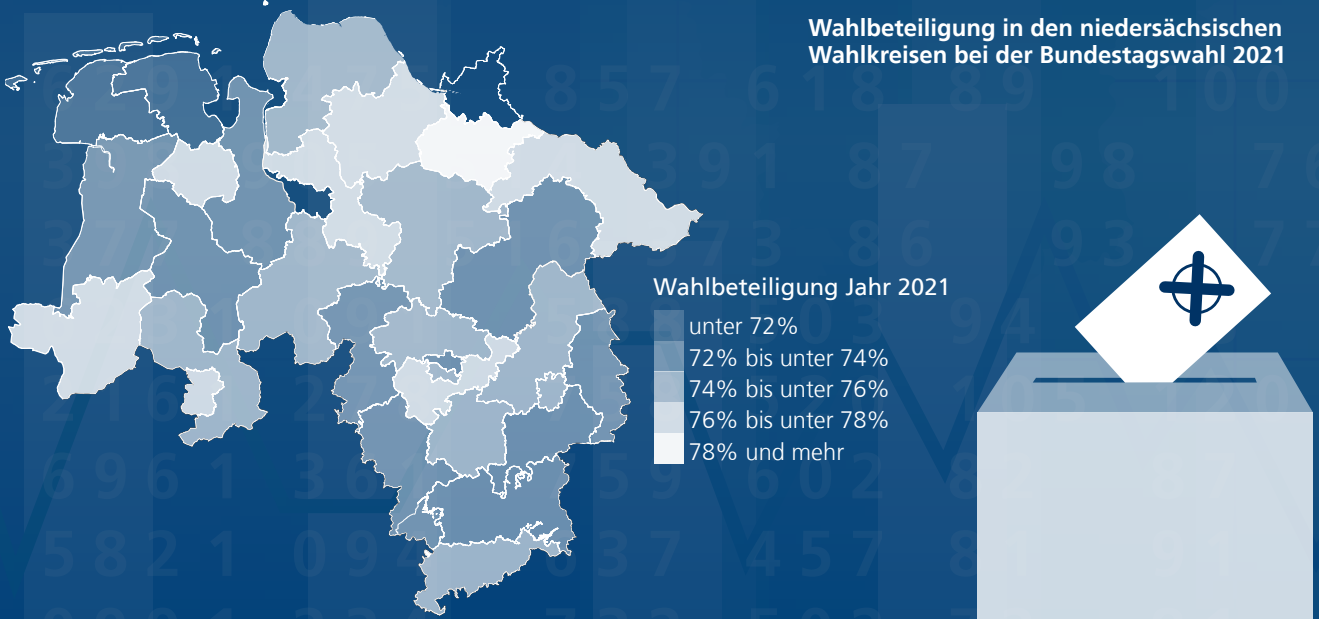 Wahlbeteiligung in den niedersächsischen
Wahlkreisen bei der Bundestagswahl 2021
Wahlbeteiligung Jahr 2021
unter 72%
72% bis unter 74%
74% bis unter 76%
76% bis unter 78%
78% und mehr